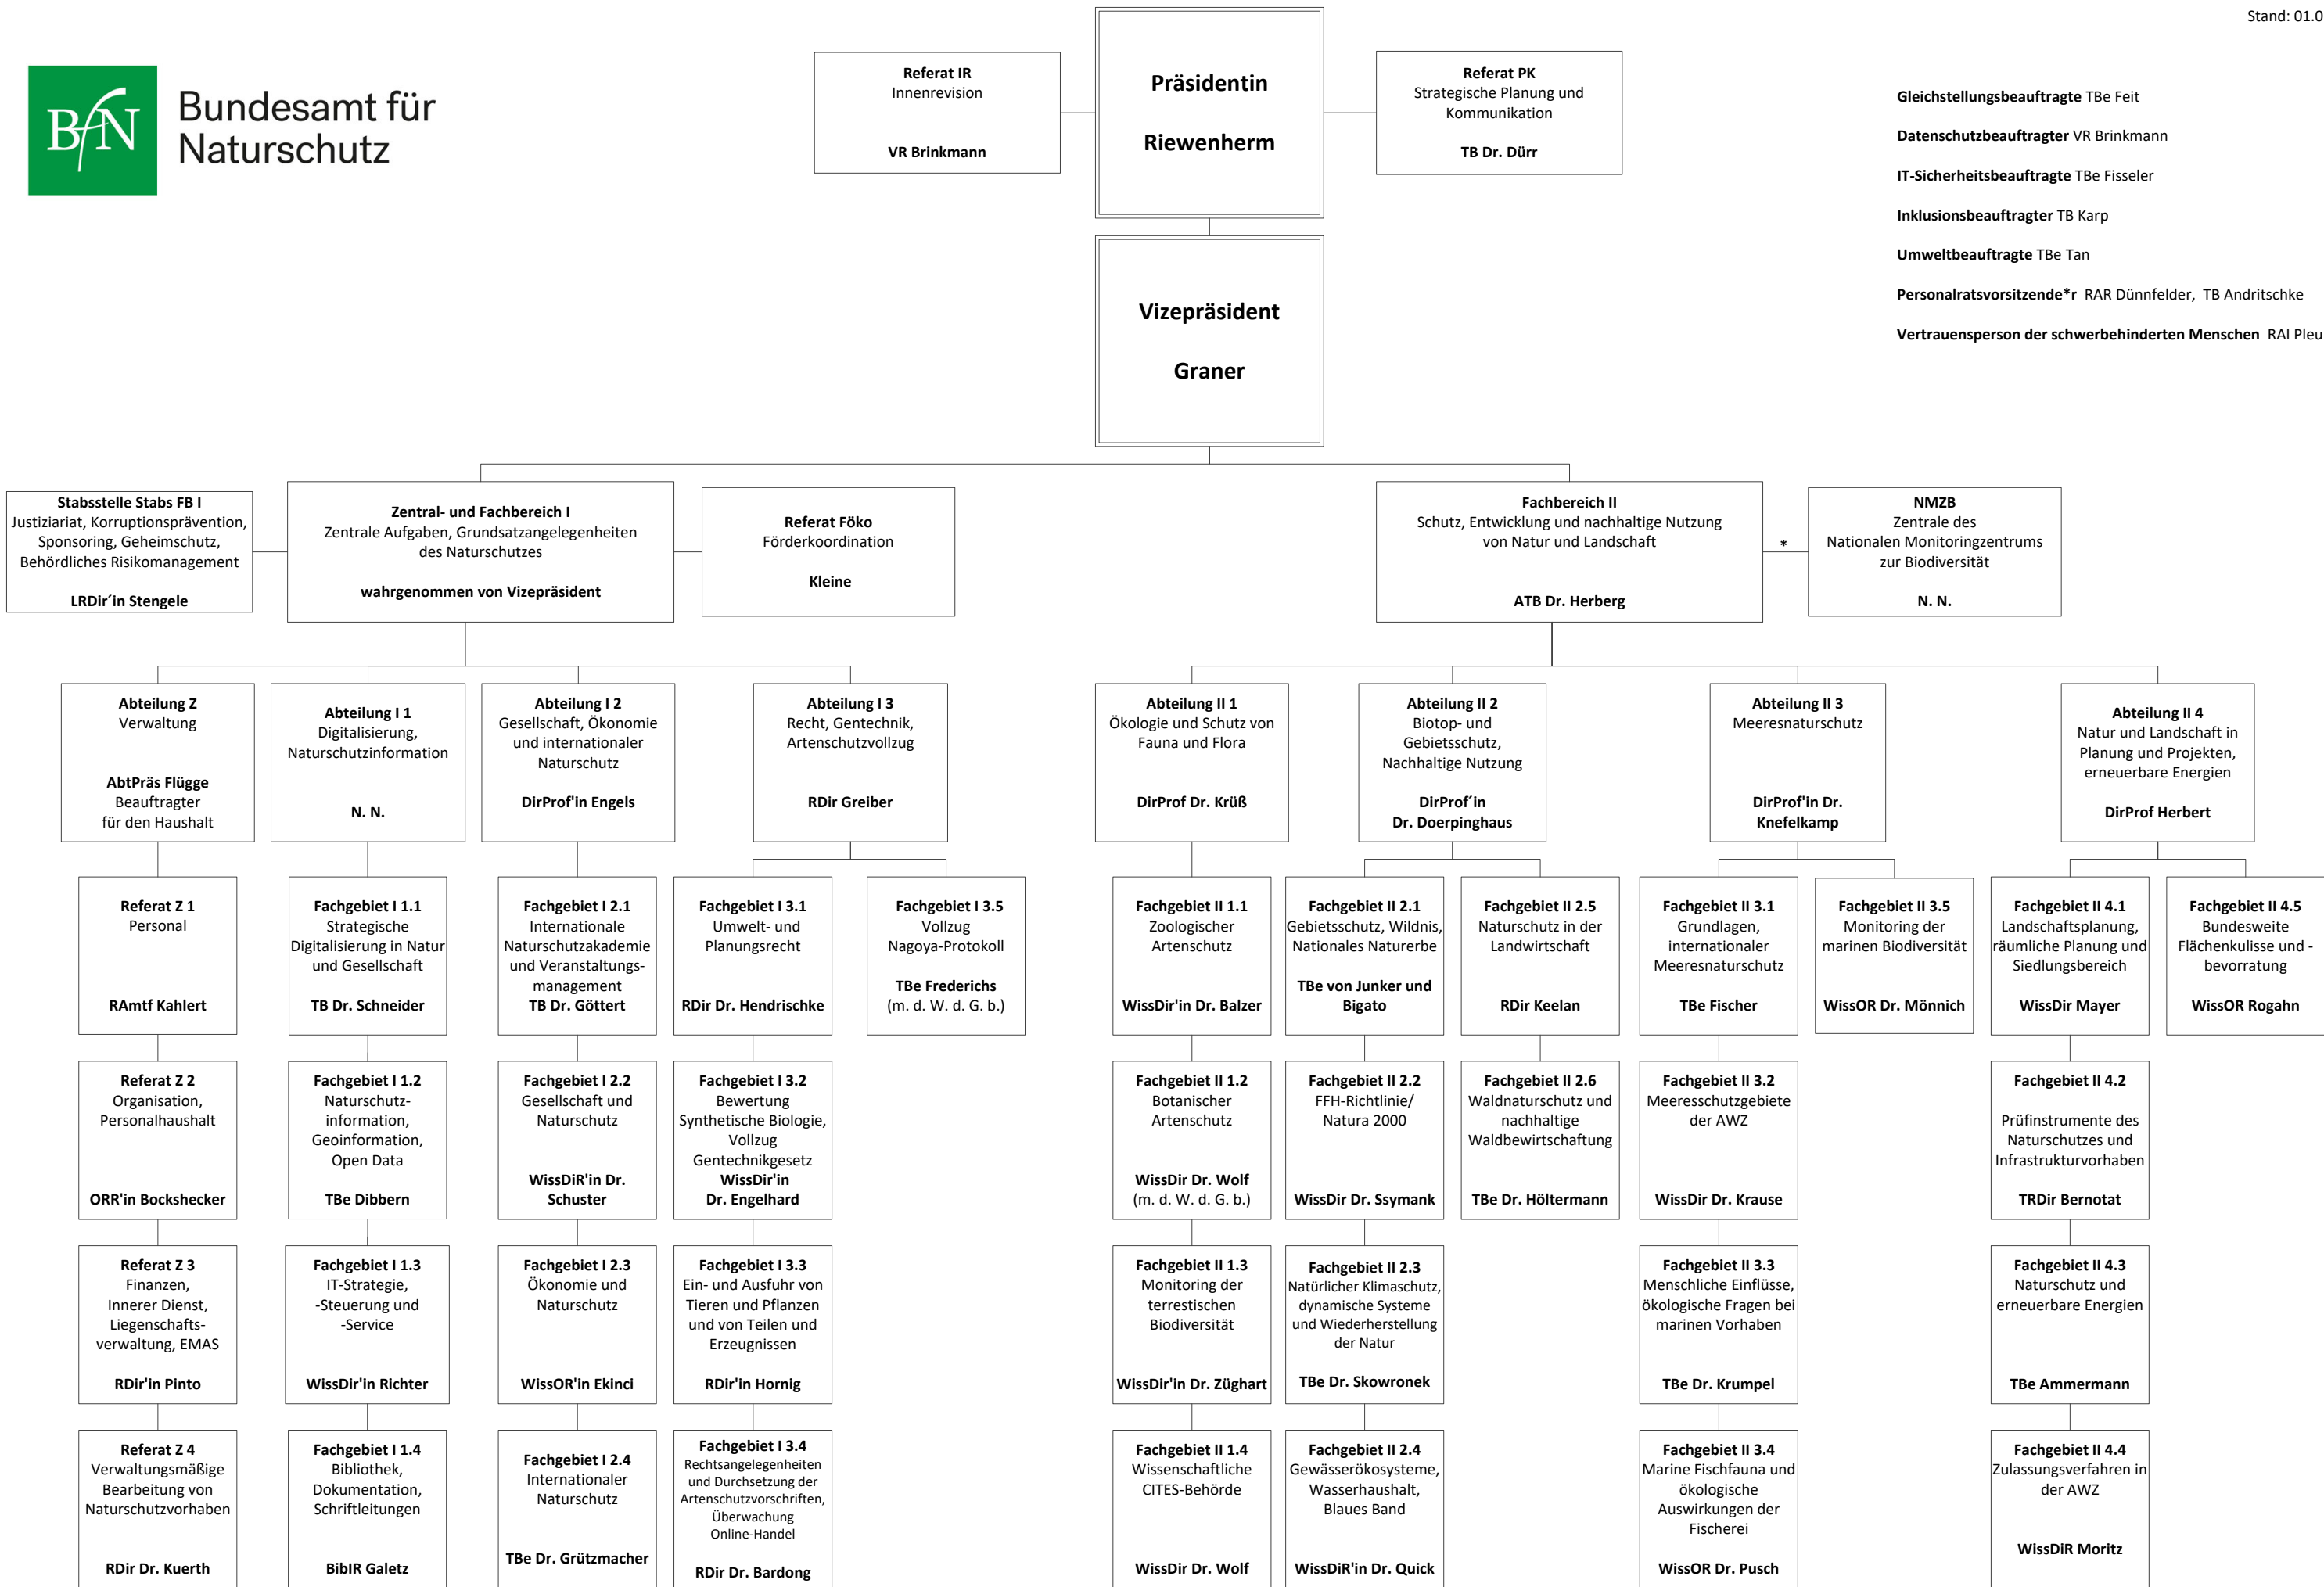 Stand: 01.0
BfN
Bundesamt für
Naturschutz
Referat IR
Innenrevision
VR Brinkmann
Präsidentin
Riewenherm
Referat PK
Strategische Planung und
Kommunikation
TB Dr. Dürr
Gleichstellungsbeauftragte TBe Feit
Datenschutzbeauftragter VR Brinkmann
IT-Sicherheitsbeauftragte TBe Fisseler
Inklusionsbeauftragter TB Karp
Umweltbeauftragte TBe Tan
Personalratsvorsitzende*r RAR Dünnfelder, TB Andritschke
Vertrauensperson der schwerbehinderten Menschen RAI Pleu
Vizepräsident
Graner
Stabsstelle Stabs FB I
Justiziariat, Korruptionsprävention,
Sponsoring, Geheimschutz,
Behördliches Risikomanagement
LRDir´in Stengele
Zentral- und Fachbereich I
Zentrale Aufgaben, Grundsatzangelegenheiten
des Naturschutzes
wahrgenommen von Vizepräsident
Referat Föko
Förderkoordination
Kleine
Fachbereich II
Schutz, Entwicklung und nachhaltige Nutzung
von Natur und Landschaft
ATB Dr. Herberg
*
NMZB
Zentrale des
Nationalen Monitoringzentrums
zur Biodiversität
N. N.
Abteilung Z
Verwaltung
AbtPräs Flügge
Beauftragter
für den Haushalt
Abteilung I 1
Digitalisierung,
Naturschutzinformation
N. N.
Abteilung I 2
Gesellschaft, Ökonomie
und internationaler
Naturschutz
DirProf'in Engels
Abteilung I 3
Recht, Gentechnik,
Artenschutzvollzug
RDir Greiber
Abteilung II 1
Ökologie und Schutz von
Fauna und Flora
DirProf Dr. Krüß
Abteilung II 2
Biotop- und
Gebietsschutz,
Nachhaltige Nutzung
DirProf´in
Dr. Doerpinghaus
Abteilung II 3
Meeresnaturschutz
DirProf'in Dr.
Knefelkamp
Abteilung II 4
Natur und Landschaft in
Planung und Projekten,
erneuerbare Energien
DirProf Herbert
Referat Z 1
Personal
RAmtf Kahlert
Fachgebiet I 1.1
Strategische
Digitalisierung in Natur
und Gesellschaft
TB Dr. Schneider
Fachgebiet I 2.1
Internationale
Naturschutzakademie
und Veranstaltungs-
management
TB Dr. Göttert
Fachgebiet I 3.1
Umwelt- und
Planungsrecht
RDir Dr. Hendrischke
Fachgebiet I 3.5
Vollzug
Nagoya-Protokoll
TBe Frederichs
(m. d. W. d. G. b.)
Fachgebiet II 1.1
Zoologischer
Artenschutz
WissDir'in Dr. Balzer
Fachgebiet II 2.1
Gebietsschutz, Wildnis,
Nationales Naturerbe
TBe von Junker und
Bigato
Fachgebiet II 2.5
Naturschutz in der
Landwirtschaft
RDir Keelan
Fachgebiet II 3.1
Grundlagen,
internationaler
Meeresnaturschutz
TBe Fischer
Fachgebiet II 3.5
Monitoring der
marinen Biodiversität
WissOR Dr. Mönnich
Fachgebiet II 4.1
Landschaftsplanung,
räumliche Planung und
Siedlungsbereich
WissDir Mayer
Fachgebiet II 4.5
Bundesweite
Flächenkulisse und -
bevorratung
WissOR Rogahn
Referat Z 2
Organisation,
Personalhaushalt
ORR'in Bockshecker
Fachgebiet I 1.2
Naturschutz-
information,
Geoinformation,
Open Data
TBe Dibbern
Fachgebiet I 2.2
Gesellschaft und
Naturschutz
WissDiR'in Dr.
Schuster
Fachgebiet I 3.2
Bewertung
Synthetische Biologie,
Vollzug
Gentechnikgesetz
WissDir'in
Dr. Engelhard
Fachgebiet II 1.2
Botanischer
Artenschutz
WissDir Dr. Wolf
(m. d. W. d. G. b.)
Fachgebiet II 2.2
FFH-Richtlinie/
Natura 2000
WissDir Dr. Ssymank
Fachgebiet II 2.6
Waldnaturschutz und
nachhaltige
Waldbewirtschaftung
TBe Dr. Höltermann
Fachgebiet II 3.2
Meeresschutzgebiete
der AWZ
WissDir Dr. Krause
Fachgebiet II 4.2
Prüfinstrumente des
Naturschutzes und
Infrastrukturvorhaben
TRDir Bernotat
Referat Z 3
Finanzen,
Innerer Dienst,
Liegenschafts-
verwaltung, EMAS
RDir'in Pinto
Fachgebiet I 1.3
IT-Strategie,
-Steuerung und
-Service
WissDir'in Richter
Fachgebiet I 2.3
Ökonomie und
Naturschutz
WissOR'in Ekinci
Fachgebiet I 3.3
Ein- und Ausfuhr von
Tieren und Pflanzen
und von Teilen und
Erzeugnissen
RDir'in Hornig
Fachgebiet II 1.3
Monitoring der
terrestischen
Biodiversität
WissDir'in Dr. Züghart
Fachgebiet II 2.3
Natürlicher Klimaschutz,
dynamische Systeme
und Wiederherstellung
der Natur
TBe Dr. Skowronek
Fachgebiet II 3.3
Menschliche Einflüsse,
ökologische Fragen bei
marinen Vorhaben
TBe Dr. Krumpel
Fachgebiet II 4.3
Naturschutz und
erneuerbare Energien
TBe Ammermann
Referat Z 4
Verwaltungsmäßige
Bearbeitung von
Naturschutzvorhaben
RDir Dr. Kuerth
Fachgebiet I 1.4
Bibliothek,
Dokumentation,
Schriftleitungen
BiblR Galetz
Fachgebiet I 2.4
Internationaler
Naturschutz
TBe Dr. Grützmacher
Fachgebiet I 3.4
Rechtsangelegenheiten
und Durchsetzung der
Artenschutzvorschriften,
Überwachung
Online-Handel
RDir Dr. Bardong
Fachgebiet II 1.4
Wissenschaftliche
CITES-Behörde
WissDir Dr. Wolf
Fachgebiet II 2.4
Gewässerökosysteme,
Wasserhaushalt,
Blaues Band
WissDiR'in Dr. Quick
Fachgebiet II 3.4
Marine Fischfauna und
ökologische
Auswirkungen der
Fischerei
WissOR Dr. Pusch
Fachgebiet II 4.4
Zulassungsverfahren in
der AWZ
WissDiR Moritz